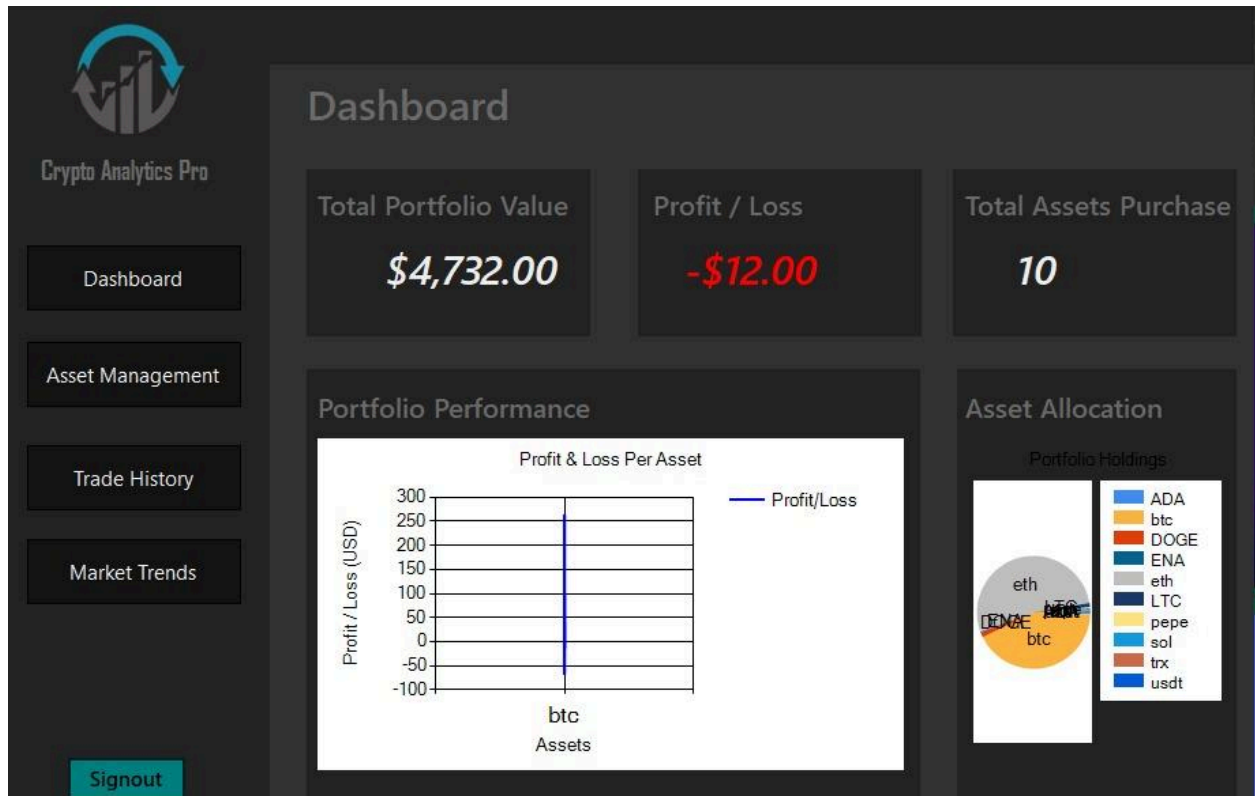 Crypto Analytics Pro
Dashboard
Asset Management
Trade History
Market Trends
Signout
Dashboard
Total Portfolio Value
$4,732.00
Profit / Loss
-$12.00
Total Assets Purchase
10
Portfolio Performance
Profit & Loss Per Asset
Profit / Loss (USD)
300
250
200
150
100
50
0
-50
-100
btc
Assets
Profit/Loss
Asset Allocation
Portfolio Holdings
eth
LTC
ENA
DOGE
btc
ADA
btc
DOGE
ENA
eth
LTC
pepe
sol
trx
usdt